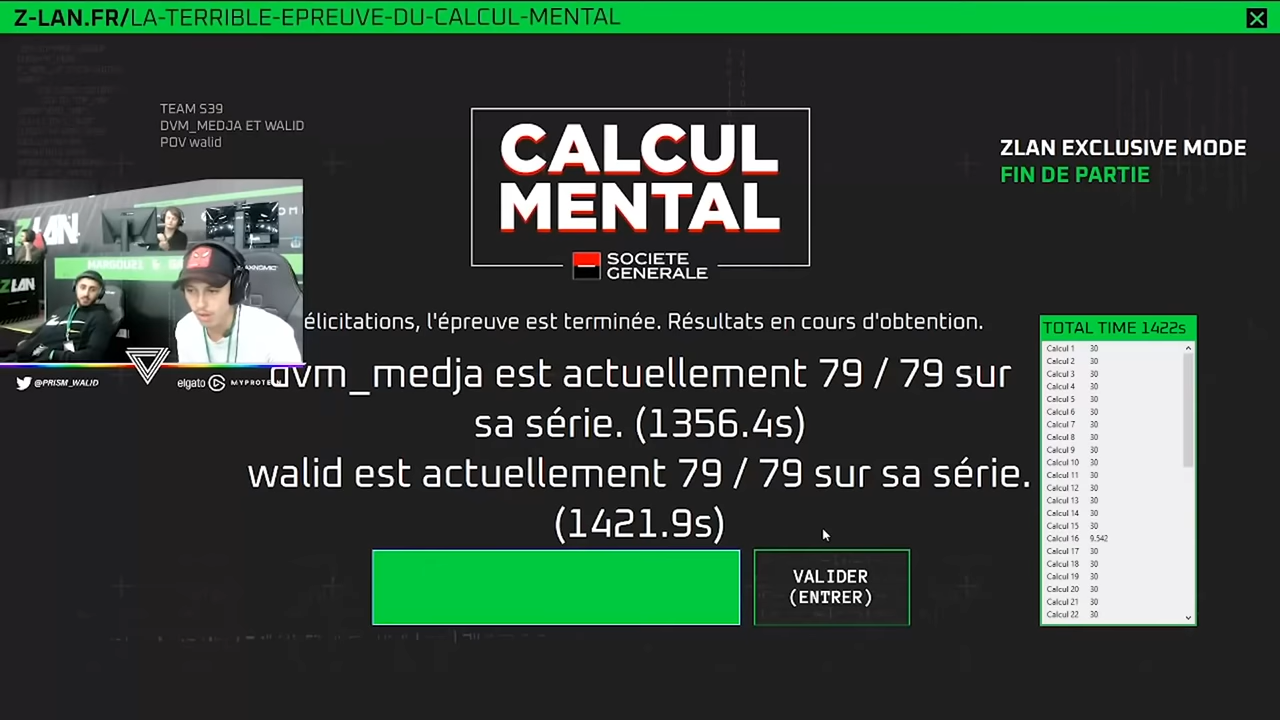 Z-LAN.FR/LA-TERRIBLE-EPREUVE-DU-CALCUL-MENTAL
TEAM S39
DVM_MEDJA ET WALID
POV walid
CALCUL
MENTAL
SOCIETE
GENERALE
ZLAN EXCLUSIVE MODE
FIN DE PARTIE
LAN
Z LAN
@PRISM_WALID
elgato
élicitations, l'épreuve est terminée. Résultats en cours d'obtention.
dvm_medja est actuellement 79 / 79 sur
sa série. (1356.4s)
walid est actuellement 79 / 79 sur sa série.
(1421.9s)
VALIDER
(ENTRER)
TOTAL TIME 1422s
Calcul 1 30
Calcul 2 30
Calcul 3 30
Calcul 4 30
Calcul 5 30
Calcul 6 30
Calcul 7 30
Calcul 8 30
Calcul 9 30
Calcul 10 30
Calcul 11 30
Calcul 12 30
Calcul 13 30
Calcul 14 30
Calcul 15 30
Calcul 16 9.542
Calcul 17 30
Calcul 18 30
Calcul 19 30
Calcul 20 30
Calcul 21 30
Calcul 22 30